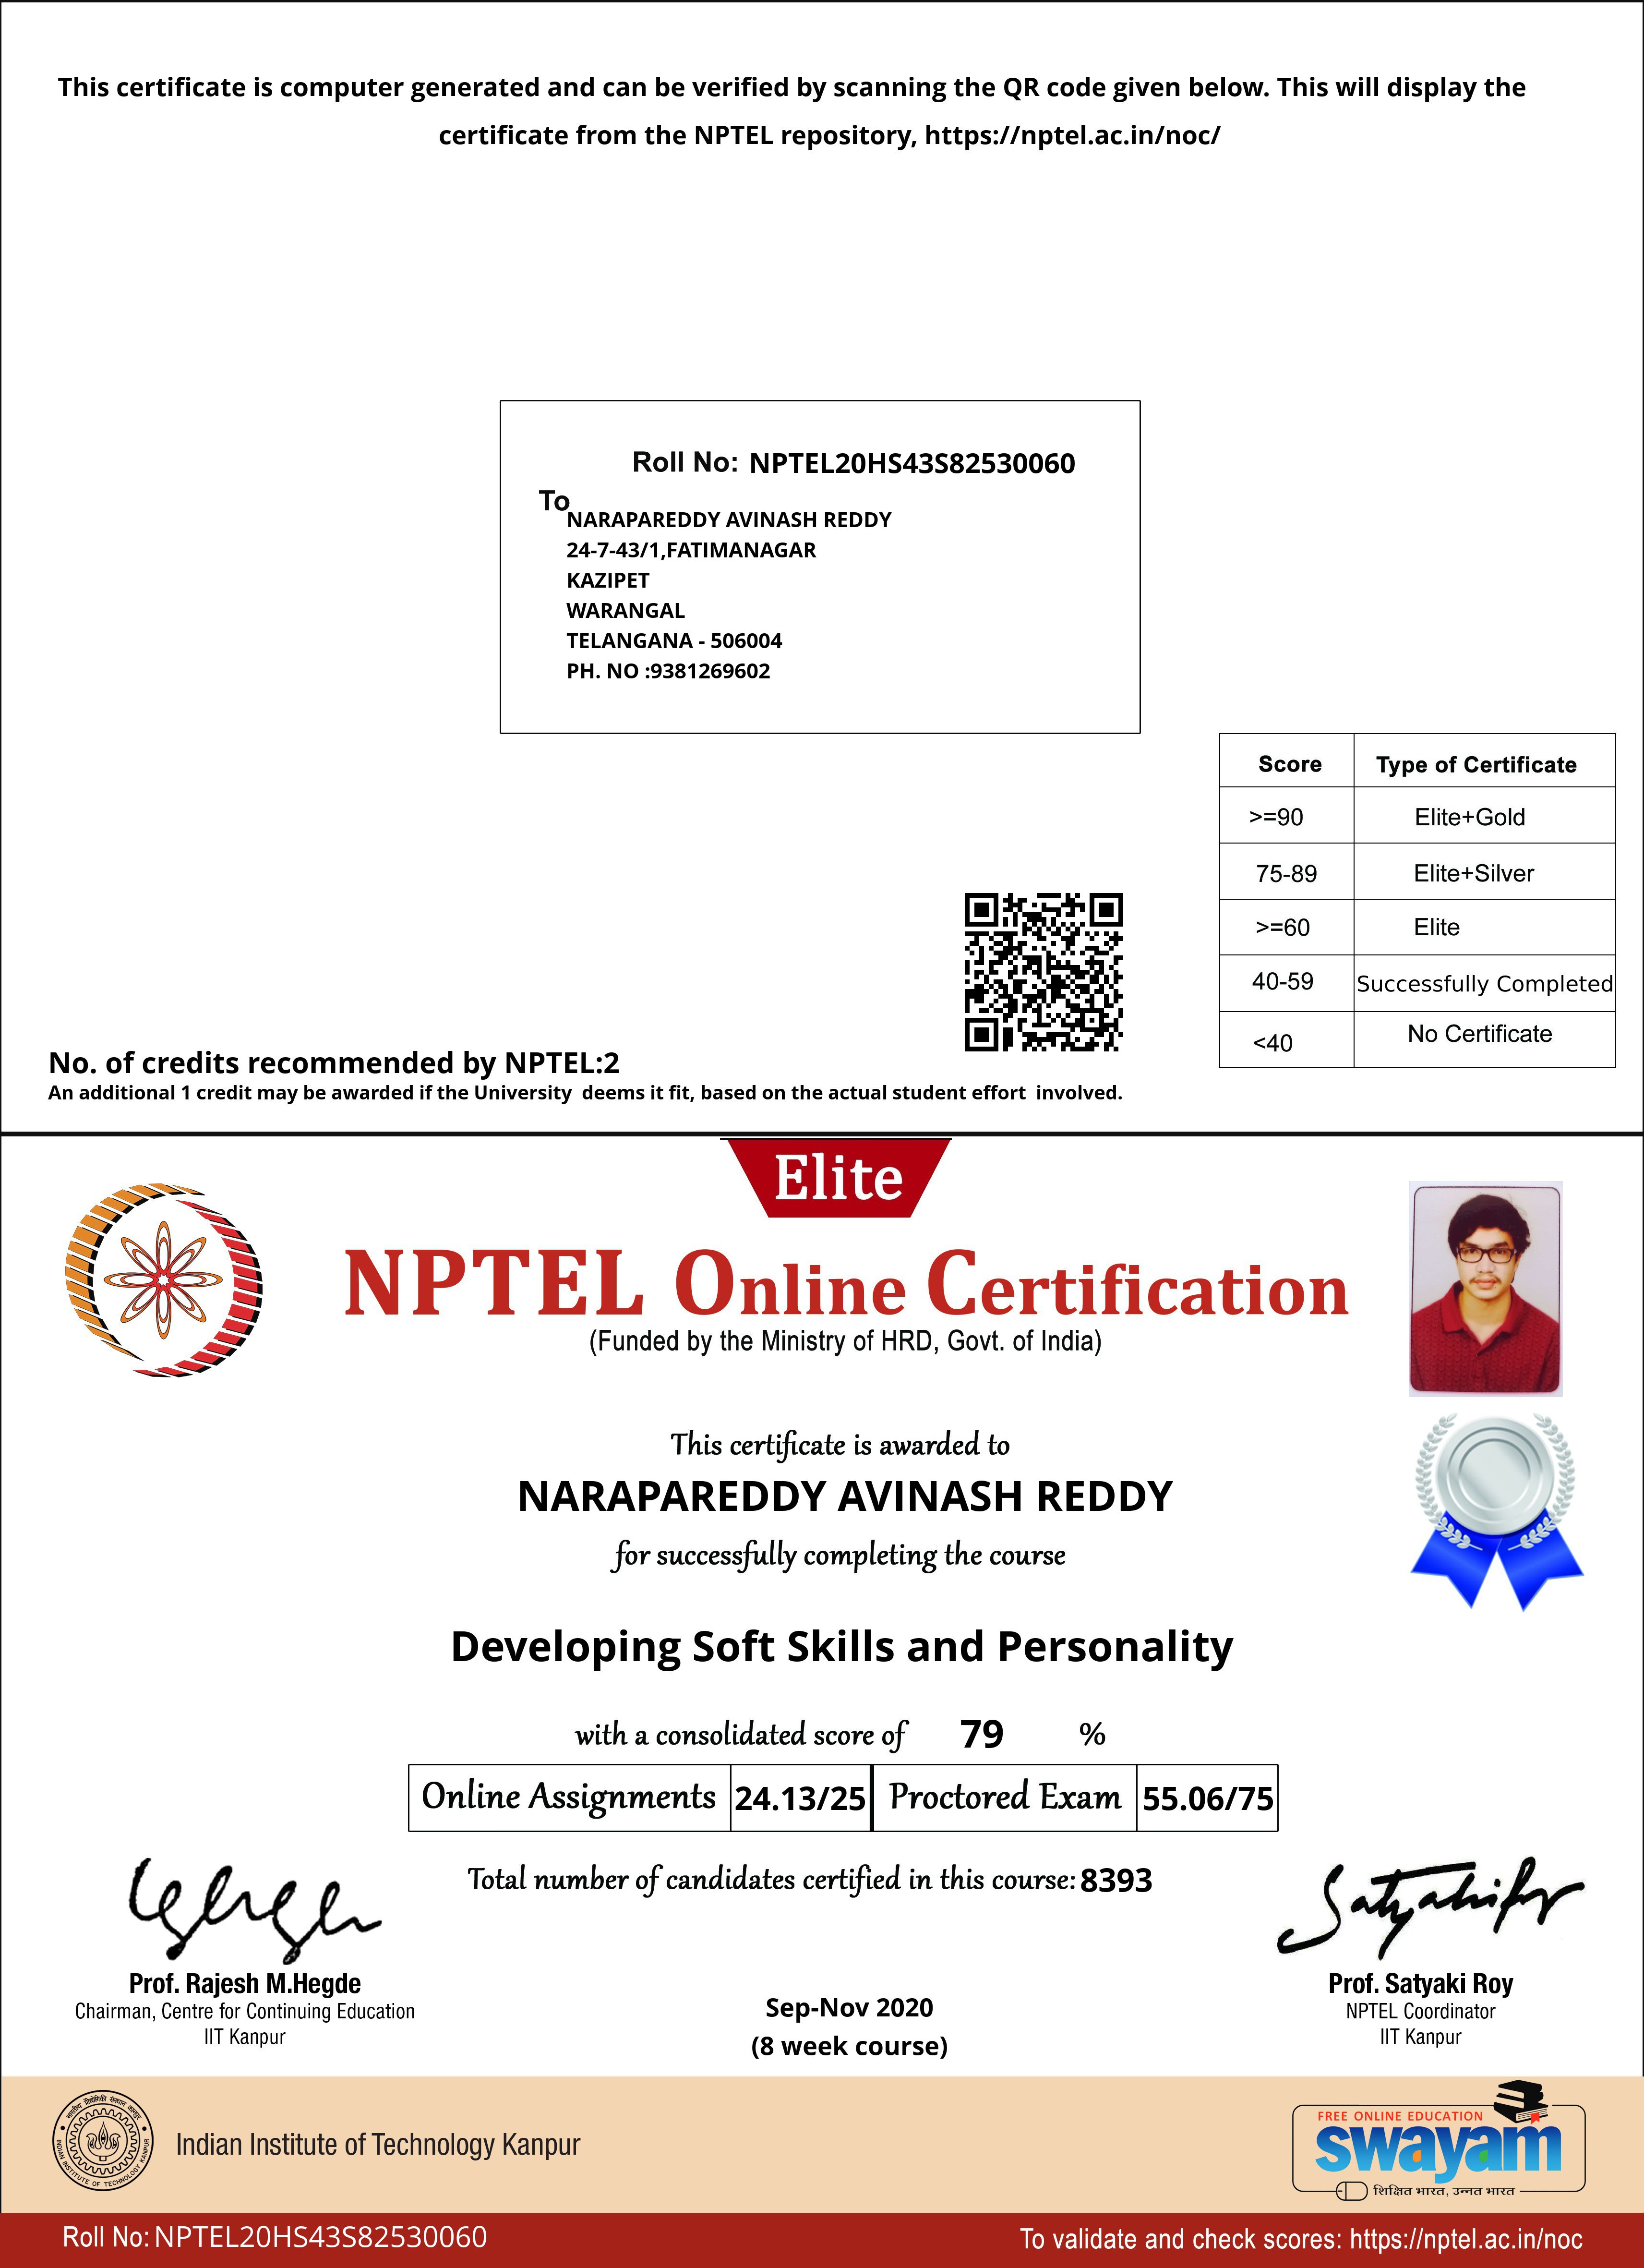 This certificate is computer generated and can be verified by scanning the QR code given below. This will display the
certificate from the NPTEL repository, https://nptel.ac.in/noc/
Roll No: NPTEL20HS43S82530060
To
NARAPAREDDY AVINASH REDDY
24-7-43/1,FATIMANAGAR
KAZIPET
WARANGAL
TELANGANA - 506004
PH. NO :9381269602
Score Type of Certificate
>=90 Elite+Gold
75-89 Elite+Silver
>=60 Elite
40-59 Successfully Completed
<40 No Certificate
No. of credits recommended by NPTEL:2
An additional 1 credit may be awarded if the University deems it fit, based on the actual student effort involved.
Elite
NPTEL Online Certification
(Funded by the Ministry of HRD, Govt. of India)
This certificate is awarded to
NARAPAREDDY AVINASH REDDY
for successfully completing the course
Developing Soft Skills and Personality
with a consolidated score of 79 %
Online Assignments 24.13/25 Proctored Exam 55.06/75
Total number of candidates certified in this course: 8393
Prof. Rajesh M.Hegde
Chairman, Centre for Continuing Education
IIT Kanpur
Sep-Nov 2020
(8 week course)
Prof. Satyaki Roy
NPTEL Coordinator
IIT Kanpur
INDIAN INSTITUTE OF TECHNOLOGY KANPUR
Indian Institute of Technology Kanpur
FREE ONLINE EDUCATION
swayam
शिक्षित भारत, उन्नत भारत
Roll No: NPTEL20HS43S82530060
To validate and check scores: https://nptel.ac.in/noc